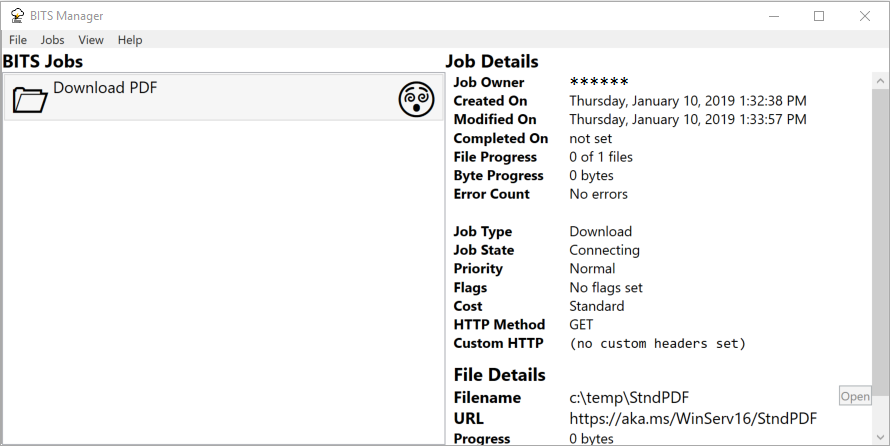 BITS Manager
File Jobs View Help
BITS Jobs
Download PDF
Job Details
Job Owner ******
Created On Thursday, January 10, 2019 1:32:38 PM
Modified On Thursday, January 10, 2019 1:33:57 PM
Completed On not set
File Progress 0 of 1 files
Byte Progress 0 bytes
Error Count No errors
Job Type Download
Job State Connecting
Priority Normal
Flags No flags set
Cost Standard
HTTP Method GET
Custom HTTP (no custom headers set)
File Details
Filename c:\temp\StndPDF Open
URL https://aka.ms/WinServ16/StndPDF
Progress 0 bytes